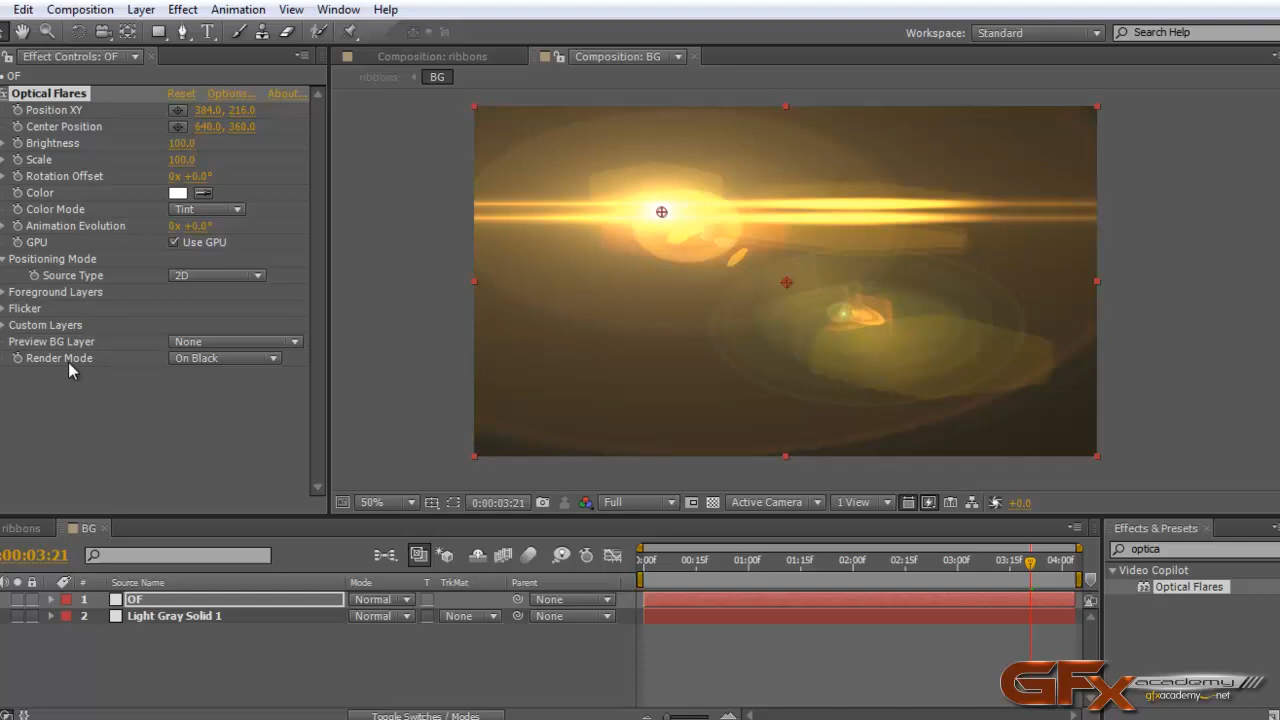 Edit Composition Layer Effect Animation View Window Help
Workspace: Standard Search Help
Effect Controls: OF
Composition: ribbons
Composition: BG
OF
ribbons BG
Optical Flares Reset Options... About...
Position XY 384.0, 216.0
Center Position 640.0, 360.0
Brightness 100.0
Scale 100.0
Rotation Offset 0x +0.0°
Color
Color Mode Tint
Animation Evolution 0x +0.0°
GPU Use GPU
Positioning Mode
Source Type 2D
Foreground Layers
Flicker
Custom Layers
Preview BG Layer None
Render Mode On Black
50% 0:00:03:21 Full Active Camera 1 View +0.0
ribbons BG
Effects & Presets
:00:03:21
:00f 00:15f 01:00f 01:15f 02:00f 02:15f 03:00f 03:15f 04:00f
optica
Video Copilot
Optical Flares
# Source Name Mode T TrkMat Parent
1 OF Normal None
2 Light Gray Solid 1 Normal None None
GFx academy
gfxacademy.net
Toggle Switches / Modes